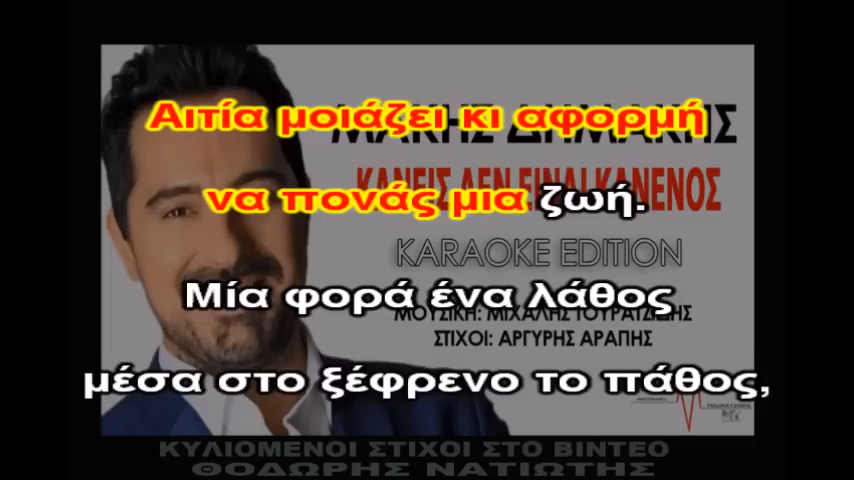 Αιτία μοιάζει κι αφορμή
ΜΑΚΗΣ ΔΗΜΑΚΗΣ
να πονάς μια ζωή.
ΚΑΝΕΙΣ ΔΕΝ ΕΙΝΑΙ ΚΑΝΕΝΟΣ
KARAOKE EDITION
Μία φορά ένα λάθος
ΜΟΥΣΙΚΗ: ΜΙΧΑΛΗΣ ΤΟΥΡΑΤΖΙΔΗΣ
ΣΤΙΧΟΙ: ΑΡΓΥΡΗΣ ΑΡΑΠΗΣ
μέσα στο ξέφρενο το πάθος,
ΚΥΛΙΟΜΕΝΟΙ ΣΤΙΧΟΙ ΣΤΟ ΒΙΝΤΕΟ
ΘΟΔΩΡΗΣ ΝΑΤΙΩΤΗΣ